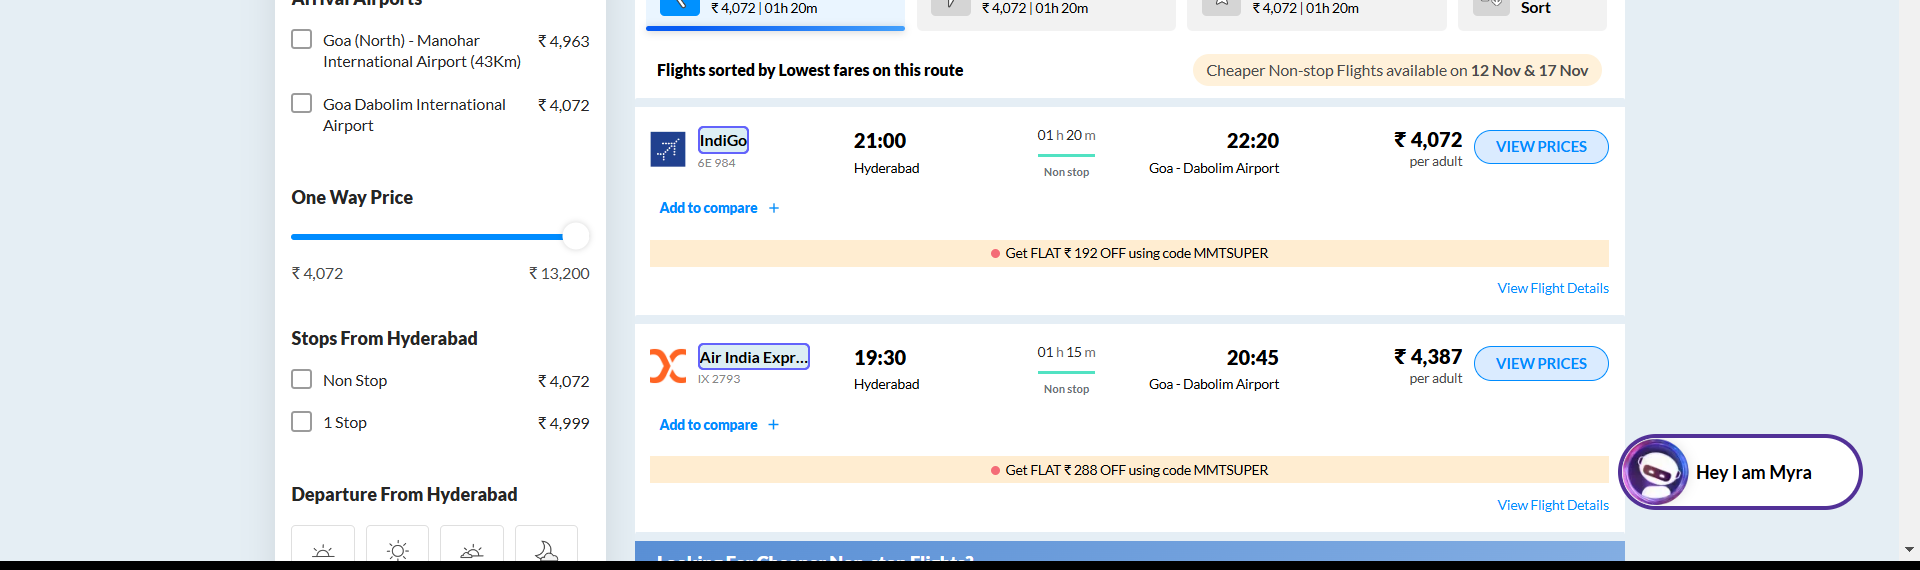 Arrival Airports
Goa (North) - Manohar
International Airport (43Km)
₹ 4,963
Goa Dabolim International
Airport
₹ 4,072
One Way Price
₹ 4,072
₹ 13,200
Stops From Hyderabad
Non Stop
₹ 4,072
1 Stop
₹ 4,999
Departure From Hyderabad
₹ 4,072 | 01h 20m
₹ 4,072 | 01h 20m
₹ 4,072 | 01h 20m
Sort
Flights sorted by Lowest fares on this route
Cheaper Non-stop Flights available on 12 Nov & 17 Nov
IndiGo
6E 984
21:00
Hyderabad
01 h 20 m
Non stop
22:20
Goa - Dabolim Airport
₹ 4,072
per adult
VIEW PRICES
Add to compare +
Get FLAT ₹ 192 OFF using code MMTSUPER
View Flight Details
Air India Expr...
IX 2793
19:30
Hyderabad
01 h 15 m
Non stop
20:45
Goa - Dabolim Airport
₹ 4,387
per adult
VIEW PRICES
Add to compare +
Get FLAT ₹ 288 OFF using code MMTSUPER
View Flight Details
Looking For Cheaper Non-stop Flights?
Hey I am Myra